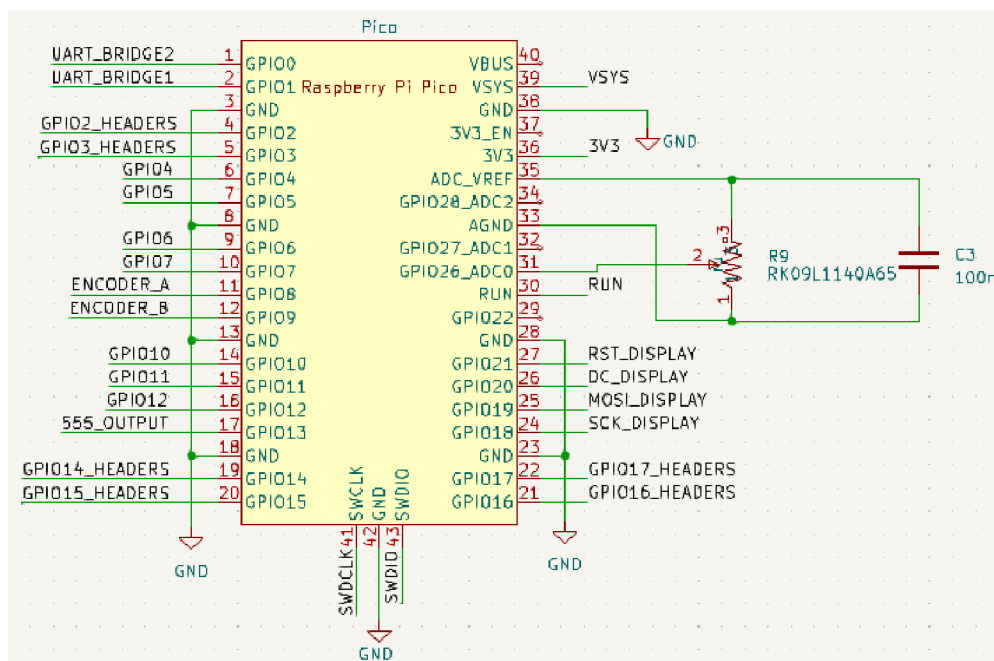 Pico
Raspberry Pi Pico
UART_BRIDGE2 1 GPIO0
UART_BRIDGE1 2 GPIO1
3 GND
GPIO2_HEADERS 4 GPIO2
GPIO3_HEADERS 5 GPIO3
GPIO4 6 GPIO4
GPIO5 7 GPIO5
8 GND
GPIO6 9 GPIO6
GPIO7 10 GPIO7
ENCODER_A 11 GPIO8
ENCODER_B 12 GPIO9
13 GND
GPIO10 14 GPIO10
GPIO11 15 GPIO11
GPIO12 16 GPIO12
555_OUTPUT 17 GPIO13
18 GND
GPIO14_HEADERS 19 GPIO14
GPIO15_HEADERS 20 GPIO15
GND
VBUS 40
VSYS 39 VSYS
GND 38
GND
3V3_EN 37
3V3 36 3V3
ADC_VREF 35
GPIO28_ADC2 34
AGND 33
GPIO27_ADC1 32
GPIO26_ADC0 31
RUN 30 RUN
GPIO22 29
GND 28
GPIO21 27 RST_DISPLAY
GPIO20 26 DC_DISPLAY
GPIO19 25 MOSI_DISPLAY
GPIO18 24 SCK_DISPLAY
GND 23
GPIO17 22 GPIO17_HEADERS
GPIO16 21 GPIO16_HEADERS
GND
3
2
1
R9
RK09L1140A65
C3
100n
SWCLK 41 SWDCLK
GND 42
SWDIO 43 SWDIO
GND